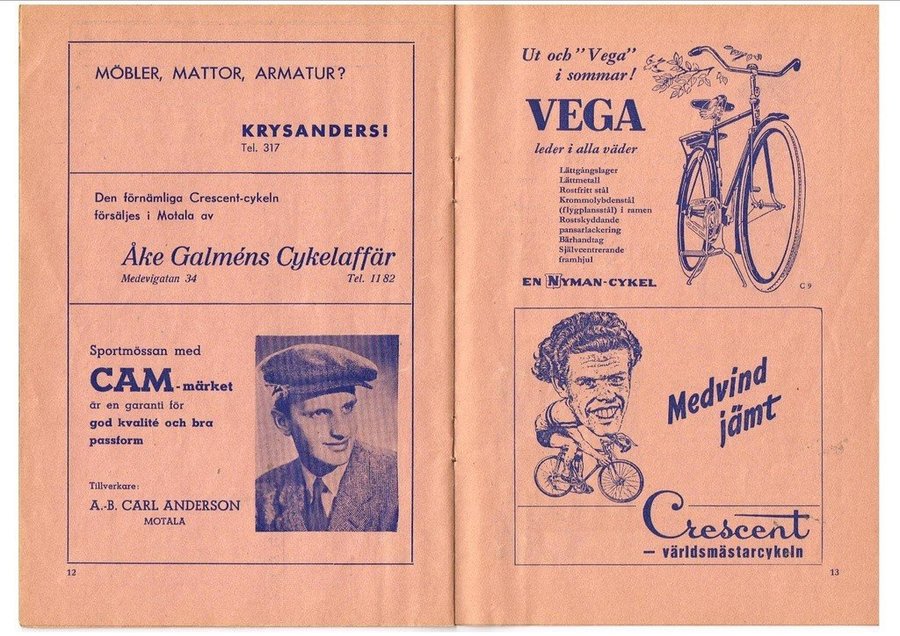 MÖBLER, MATTOR, ARMATUR?
KRYSANDERS!
Tel. 317
Den förnämliga Crescent-cykeln
försäljes i Motala av
Åke Galméns Cykelaffär
Medevigatan 34 Tel. 11 82
Sportmössan med
CAM-märket
är en garanti för
god kvalité och bra
passform
Tillverkare:
A.-B. CARL ANDERSON
MOTALA
12
Ut och "Vega"
i sommar!
VEGA
leder i alla väder
Lättgångslager
Lättmetall
Rostfritt stål
Krommolybdenstål
(flygplansstål) i ramen
Rostskyddande
pansarlackering
Bärhandtag
Självcentrerande
framhjul
EN NYMAN-CYKEL
C 9
Medvind
jämt
Crescent
— världsmästarcykeln
13